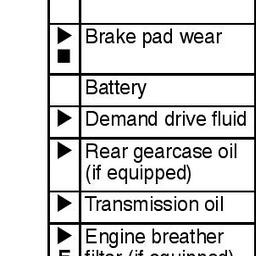 ▶ Brake pad wear
■
Battery
▶ Demand drive fluid
▶ Rear gearcase oil
(if equipped)
▶ Transmission oil
▶ Engine breather
E filter (if equipped)